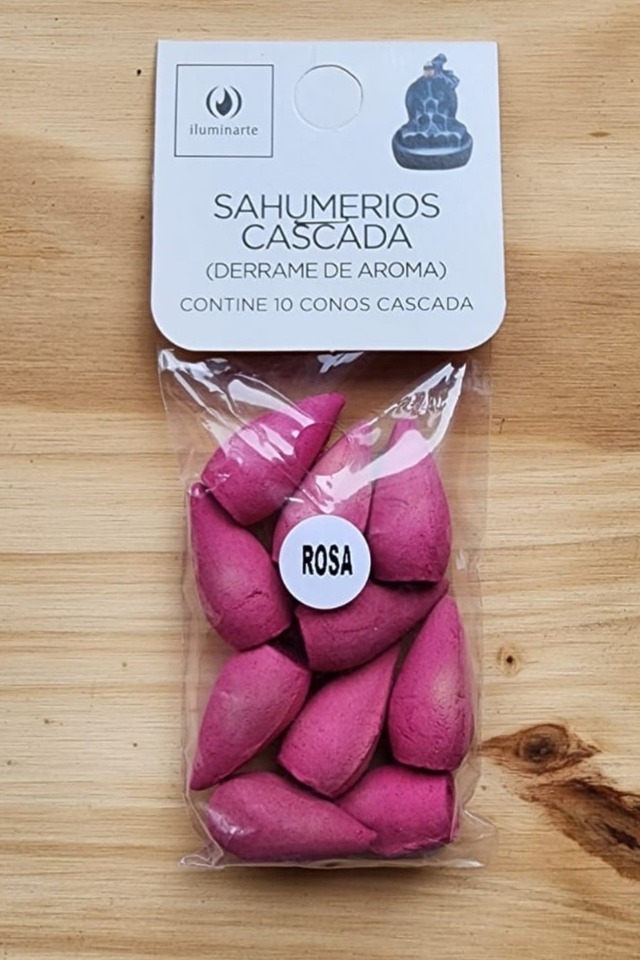 iluminarte
SAHUMERIOS
CASCADA
(DERRAME DE AROMA)
CONTINE 10 CONOS CASCADA
ROSA